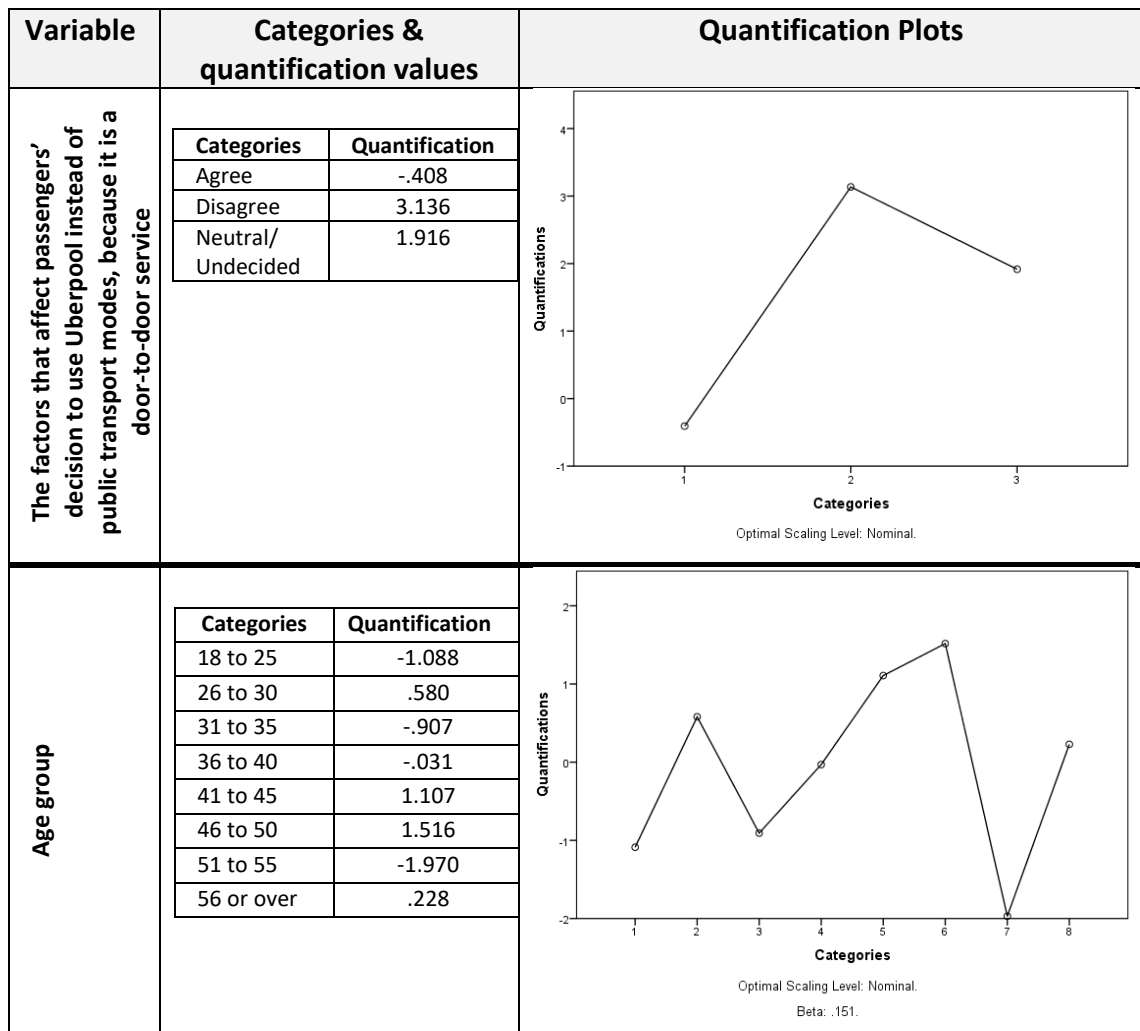 Variable
Categories &
quantification values
Quantification Plots
The factors that affect passengers’
decision to use Uberpool instead of
public transport modes, because it is a
door-to-door service
Categories Quantification
Agree -.408
Disagree 3.136
Neutral/ 1.916
Undecided
4
3
2
1
0
-1
Quantifications
1 2 3
Categories
Optimal Scaling Level: Nominal.
Age group
Categories Quantification
18 to 25 -1.088
26 to 30 .580
31 to 35 -.907
36 to 40 -.031
41 to 45 1.107
46 to 50 1.516
51 to 55 -1.970
56 or over .228
2
1
0
-1
-2
Quantifications
1 2 3 4 5 6 7 8
Categories
Optimal Scaling Level: Nominal.
Beta: .151.